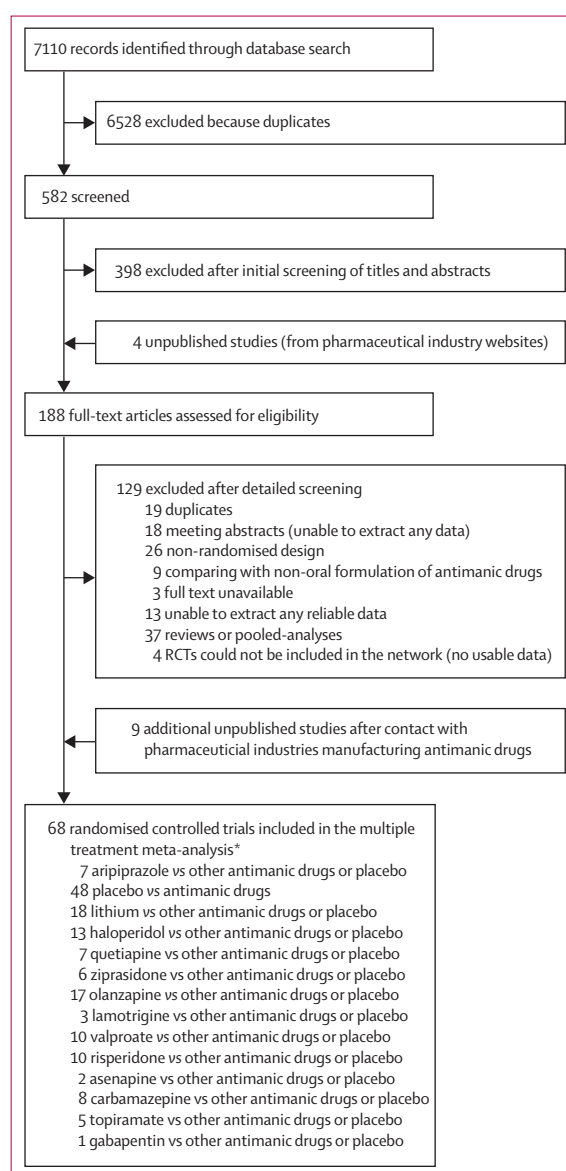 7110 records identified through database search
6528 excluded because duplicates
582 screened
398 excluded after initial screening of titles and abstracts
4 unpublished studies (from pharmaceutical industry websites)
188 full-text articles assessed for eligibility
129 excluded after detailed screening
19 duplicates
18 meeting abstracts (unable to extract any data)
26 non-randomised design
9 comparing with non-oral formulation of antimanic drugs
3 full text unavailable
13 unable to extract any reliable data
37 reviews or pooled-analyses
4 RCTs could not be included in the network (no usable data)
9 additional unpublished studies after contact with
pharmaceuticial industries manufacturing antimanic drugs
68 randomised controlled trials included in the multiple
treatment meta-analysis*
7 aripiprazole vs other antimanic drugs or placebo
48 placebo vs antimanic drugs
18 lithium vs other antimanic drugs or placebo
13 haloperidol vs other antimanic drugs or placebo
7 quetiapine vs other antimanic drugs or placebo
6 ziprasidone vs other antimanic drugs or placebo
17 olanzapine vs other antimanic drugs or placebo
3 lamotrigine vs other antimanic drugs or placebo
10 valproate vs other antimanic drugs or placebo
10 risperidone vs other antimanic drugs or placebo
2 asenapine vs other antimanic drugs or placebo
8 carbamazepine vs other antimanic drugs or placebo
5 topiramate vs other antimanic drugs or placebo
1 gabapentin vs other antimanic drugs or placebo